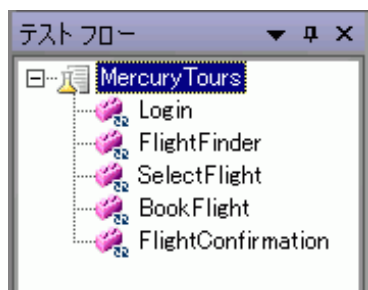 テスト フロー
MercuryTours
Login
FlightFinder
SelectFlight
BookFlight
FlightConfirmation